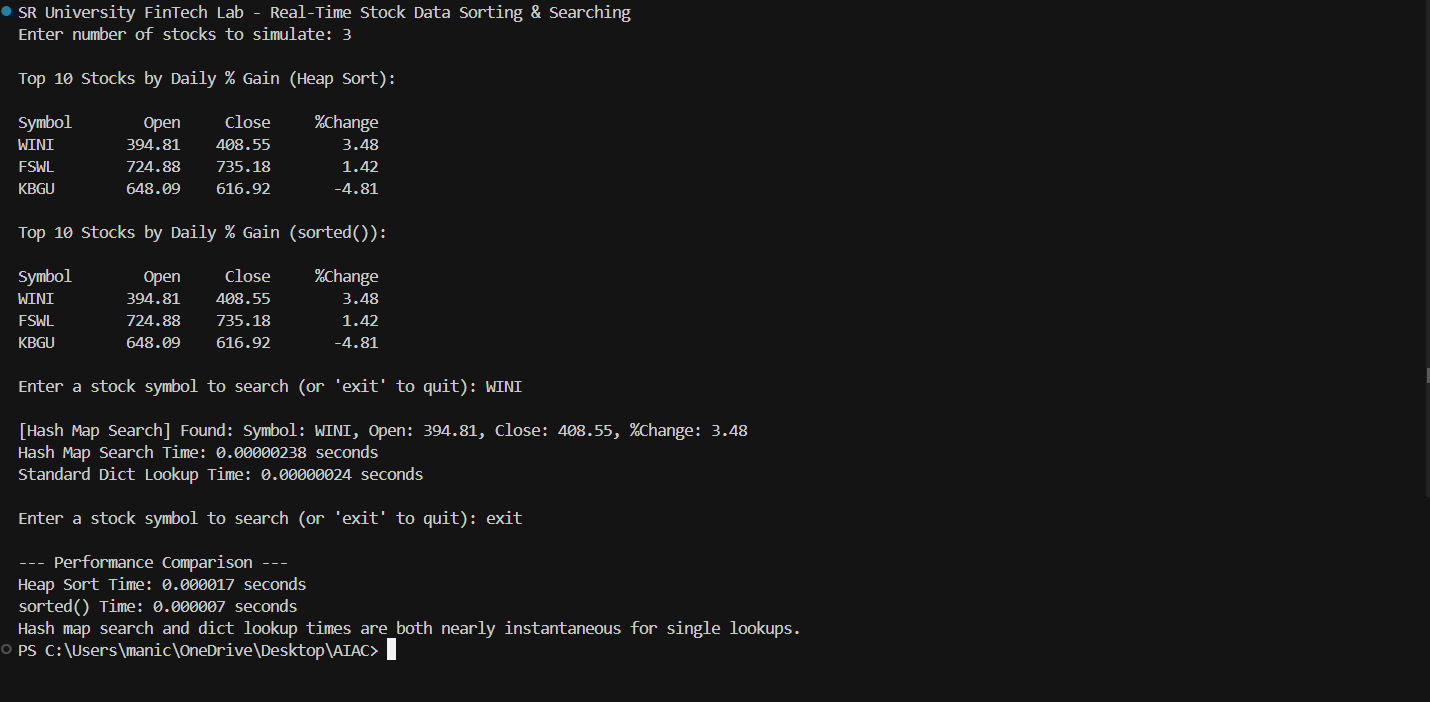 SR University FinTech Lab - Real-Time Stock Data Sorting & Searching
Enter number of stocks to simulate: 3
Top 10 Stocks by Daily % Gain (Heap Sort):
Symbol        Open     Close     %Change
WINI        394.81    408.55        3.48
FSWL        724.88    735.18        1.42
KBGU        648.09    616.92       -4.81
Top 10 Stocks by Daily % Gain (sorted()):
Symbol        Open     Close     %Change
WINI        394.81    408.55        3.48
FSWL        724.88    735.18        1.42
KBGU        648.09    616.92       -4.81
Enter a stock symbol to search (or 'exit' to quit): WINI
[Hash Map Search] Found: Symbol: WINI, Open: 394.81, Close: 408.55, %Change: 3.48
Hash Map Search Time: 0.00000238 seconds
Standard Dict Lookup Time: 0.00000024 seconds
Enter a stock symbol to search (or 'exit' to quit): exit
--- Performance Comparison ---
Heap Sort Time: 0.000017 seconds
sorted() Time: 0.000007 seconds
Hash map search and dict lookup times are both nearly instantaneous for single lookups.
PS C:\Users\manic\OneDrive\Desktop\AIAC>